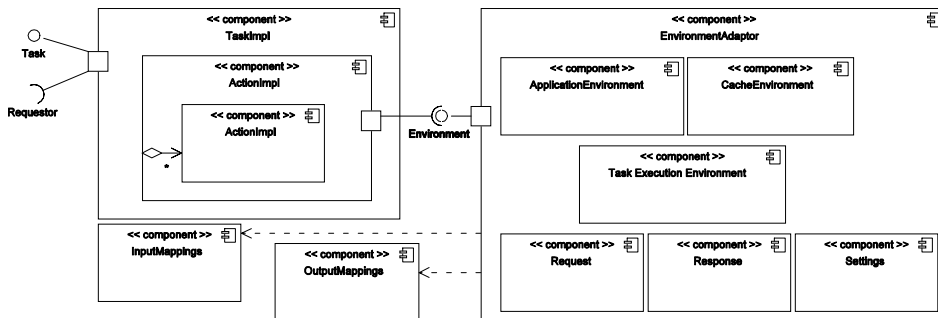 << component >>
TaskImpl
<< component >>
EnvironmentAdaptor
Task
Requestor
<< component >>
ActionImpl
<< component >>
ActionImpl
*
Environment
<< component >>
ApplicationEnvironment
<< component >>
CacheEnvironment
<< component >>
Task Execution Environment
<< component >>
InputMappings
<< component >>
OutputMappings
<< component >>
Request
<< component >>
Response
<< component >>
Settings